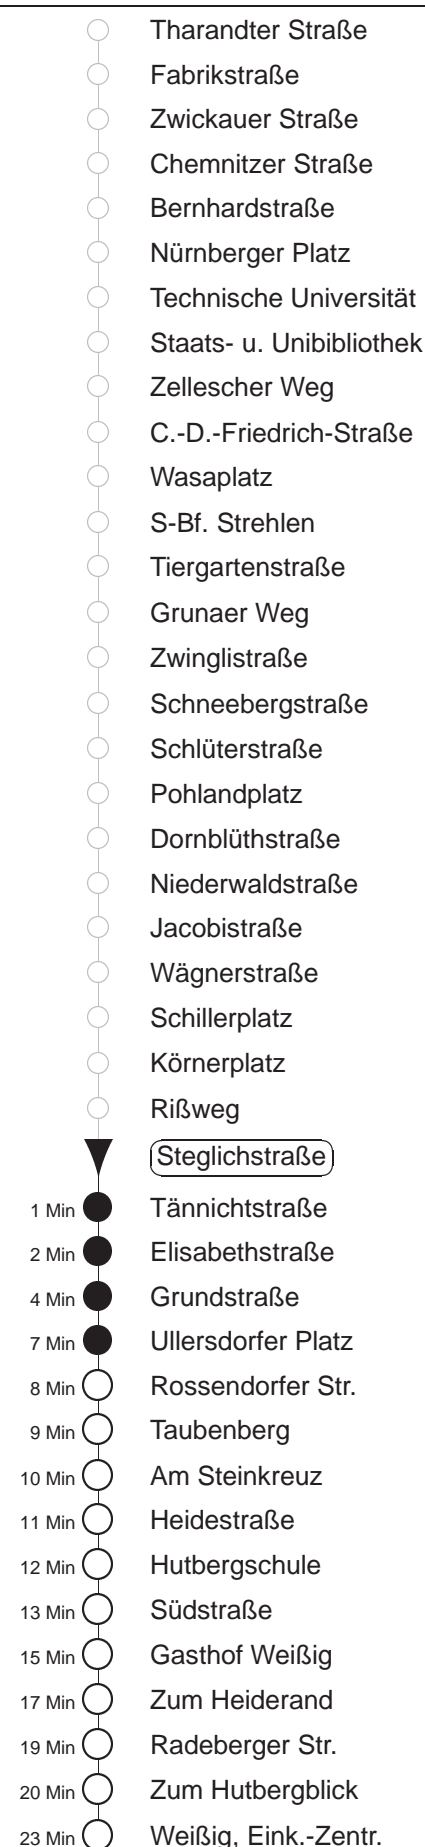 Tharandter Straße
Fabrikstraße
Zwickauer Straße
Chemnitzer Straße
Bernhardstraße
Nürnberger Platz
Technische Universität
Staats- u. Unibibliothek
Zellescher Weg
C.-D.-Friedrich-Straße
Wasaplatz
S-Bf. Strehlen
Tiergartenstraße
Grunaer Weg
Zwinglistraße
Schneebergstraße
Schlüterstraße
Pohlandplatz
Dornblüthstraße
Niederwaldstraße
Jacobistraße
Wägnerstraße
Schillerplatz
Körnerplatz
Rißweg
Steglichstraße
1 Min Tännichtstraße
2 Min Elisabethstraße
4 Min Grundstraße
7 Min Ullersdorfer Platz
8 Min Rossendorfer Str.
9 Min Taubenberg
10 Min Am Steinkreuz
11 Min Heidestraße
12 Min Hutbergschule
13 Min Südstraße
15 Min Gasthof Weißig
17 Min Zum Heiderand
19 Min Radeberger Str.
20 Min Zum Hutbergblick
23 Min Weißig, Eink.-Zentr.